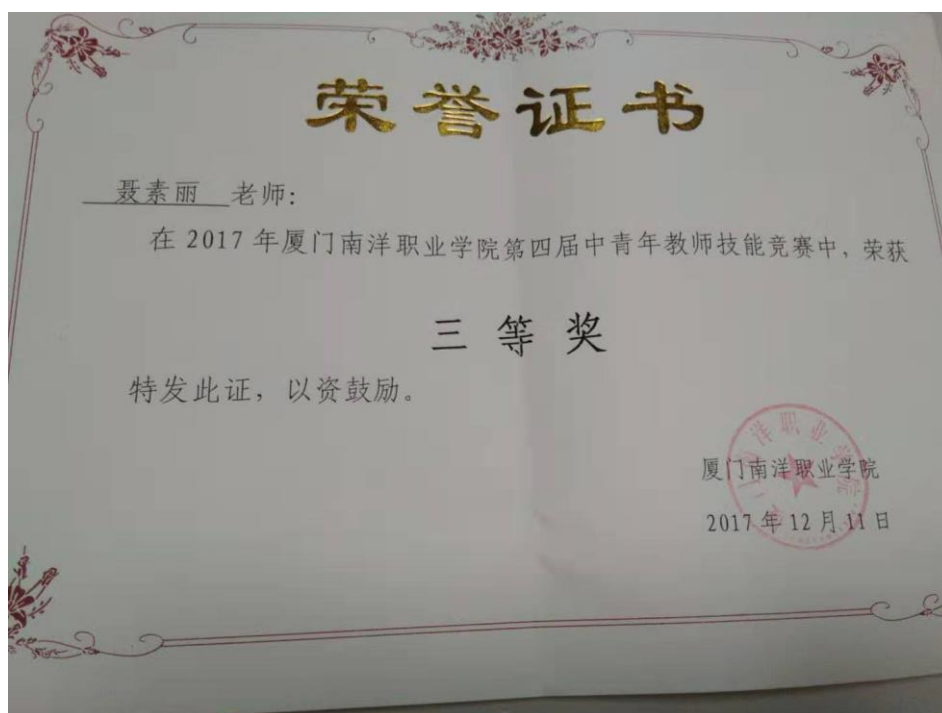 荣誉证书
聂素丽 老师：
在 2017 年厦门南洋职业学院第四届中青年教师技能竞赛中，荣获
三等奖
特发此证，以资鼓励。
厦门南洋职业学院
2017 年 12 月 11 日